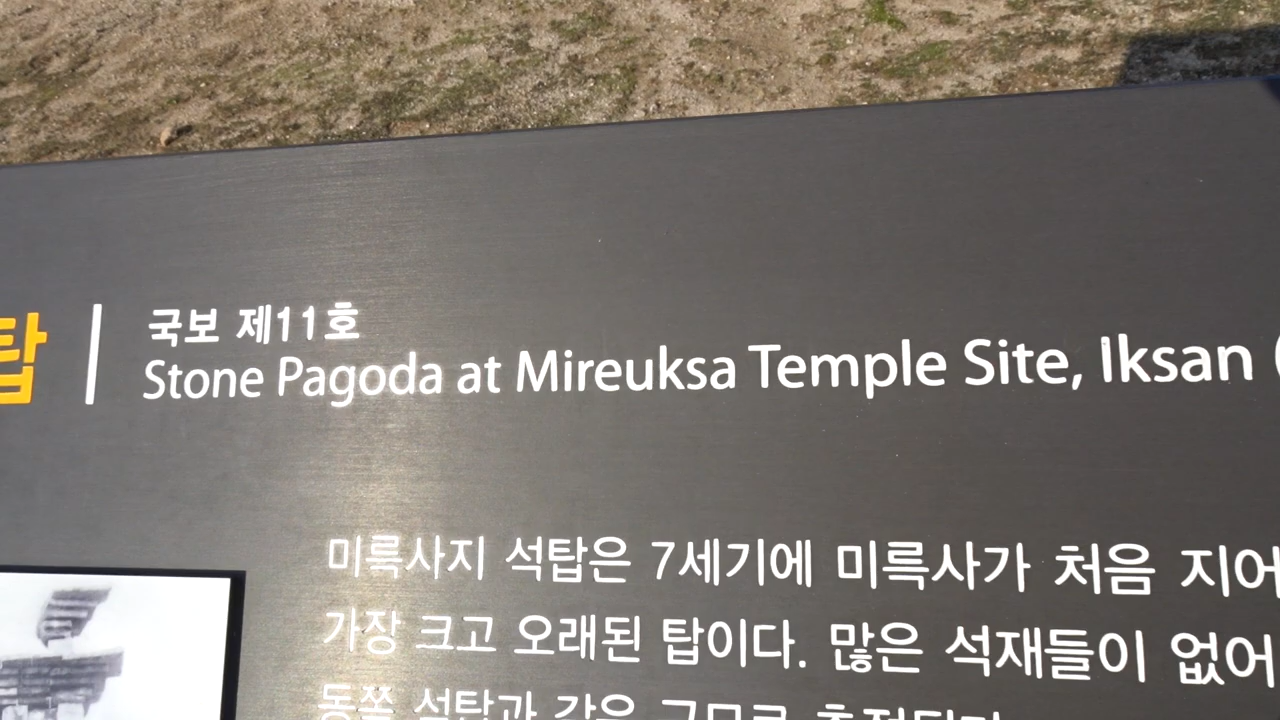 탑
국보 제11호
Stone Pagoda at Mireuksa Temple Site, Iksan (
미륵사지 석탑은 7세기에 미륵사가 처음 지어
가장 크고 오래된 탑이다. 많은 석재들이 없어
동쪽 석탑과 같은 규모로 추정된다